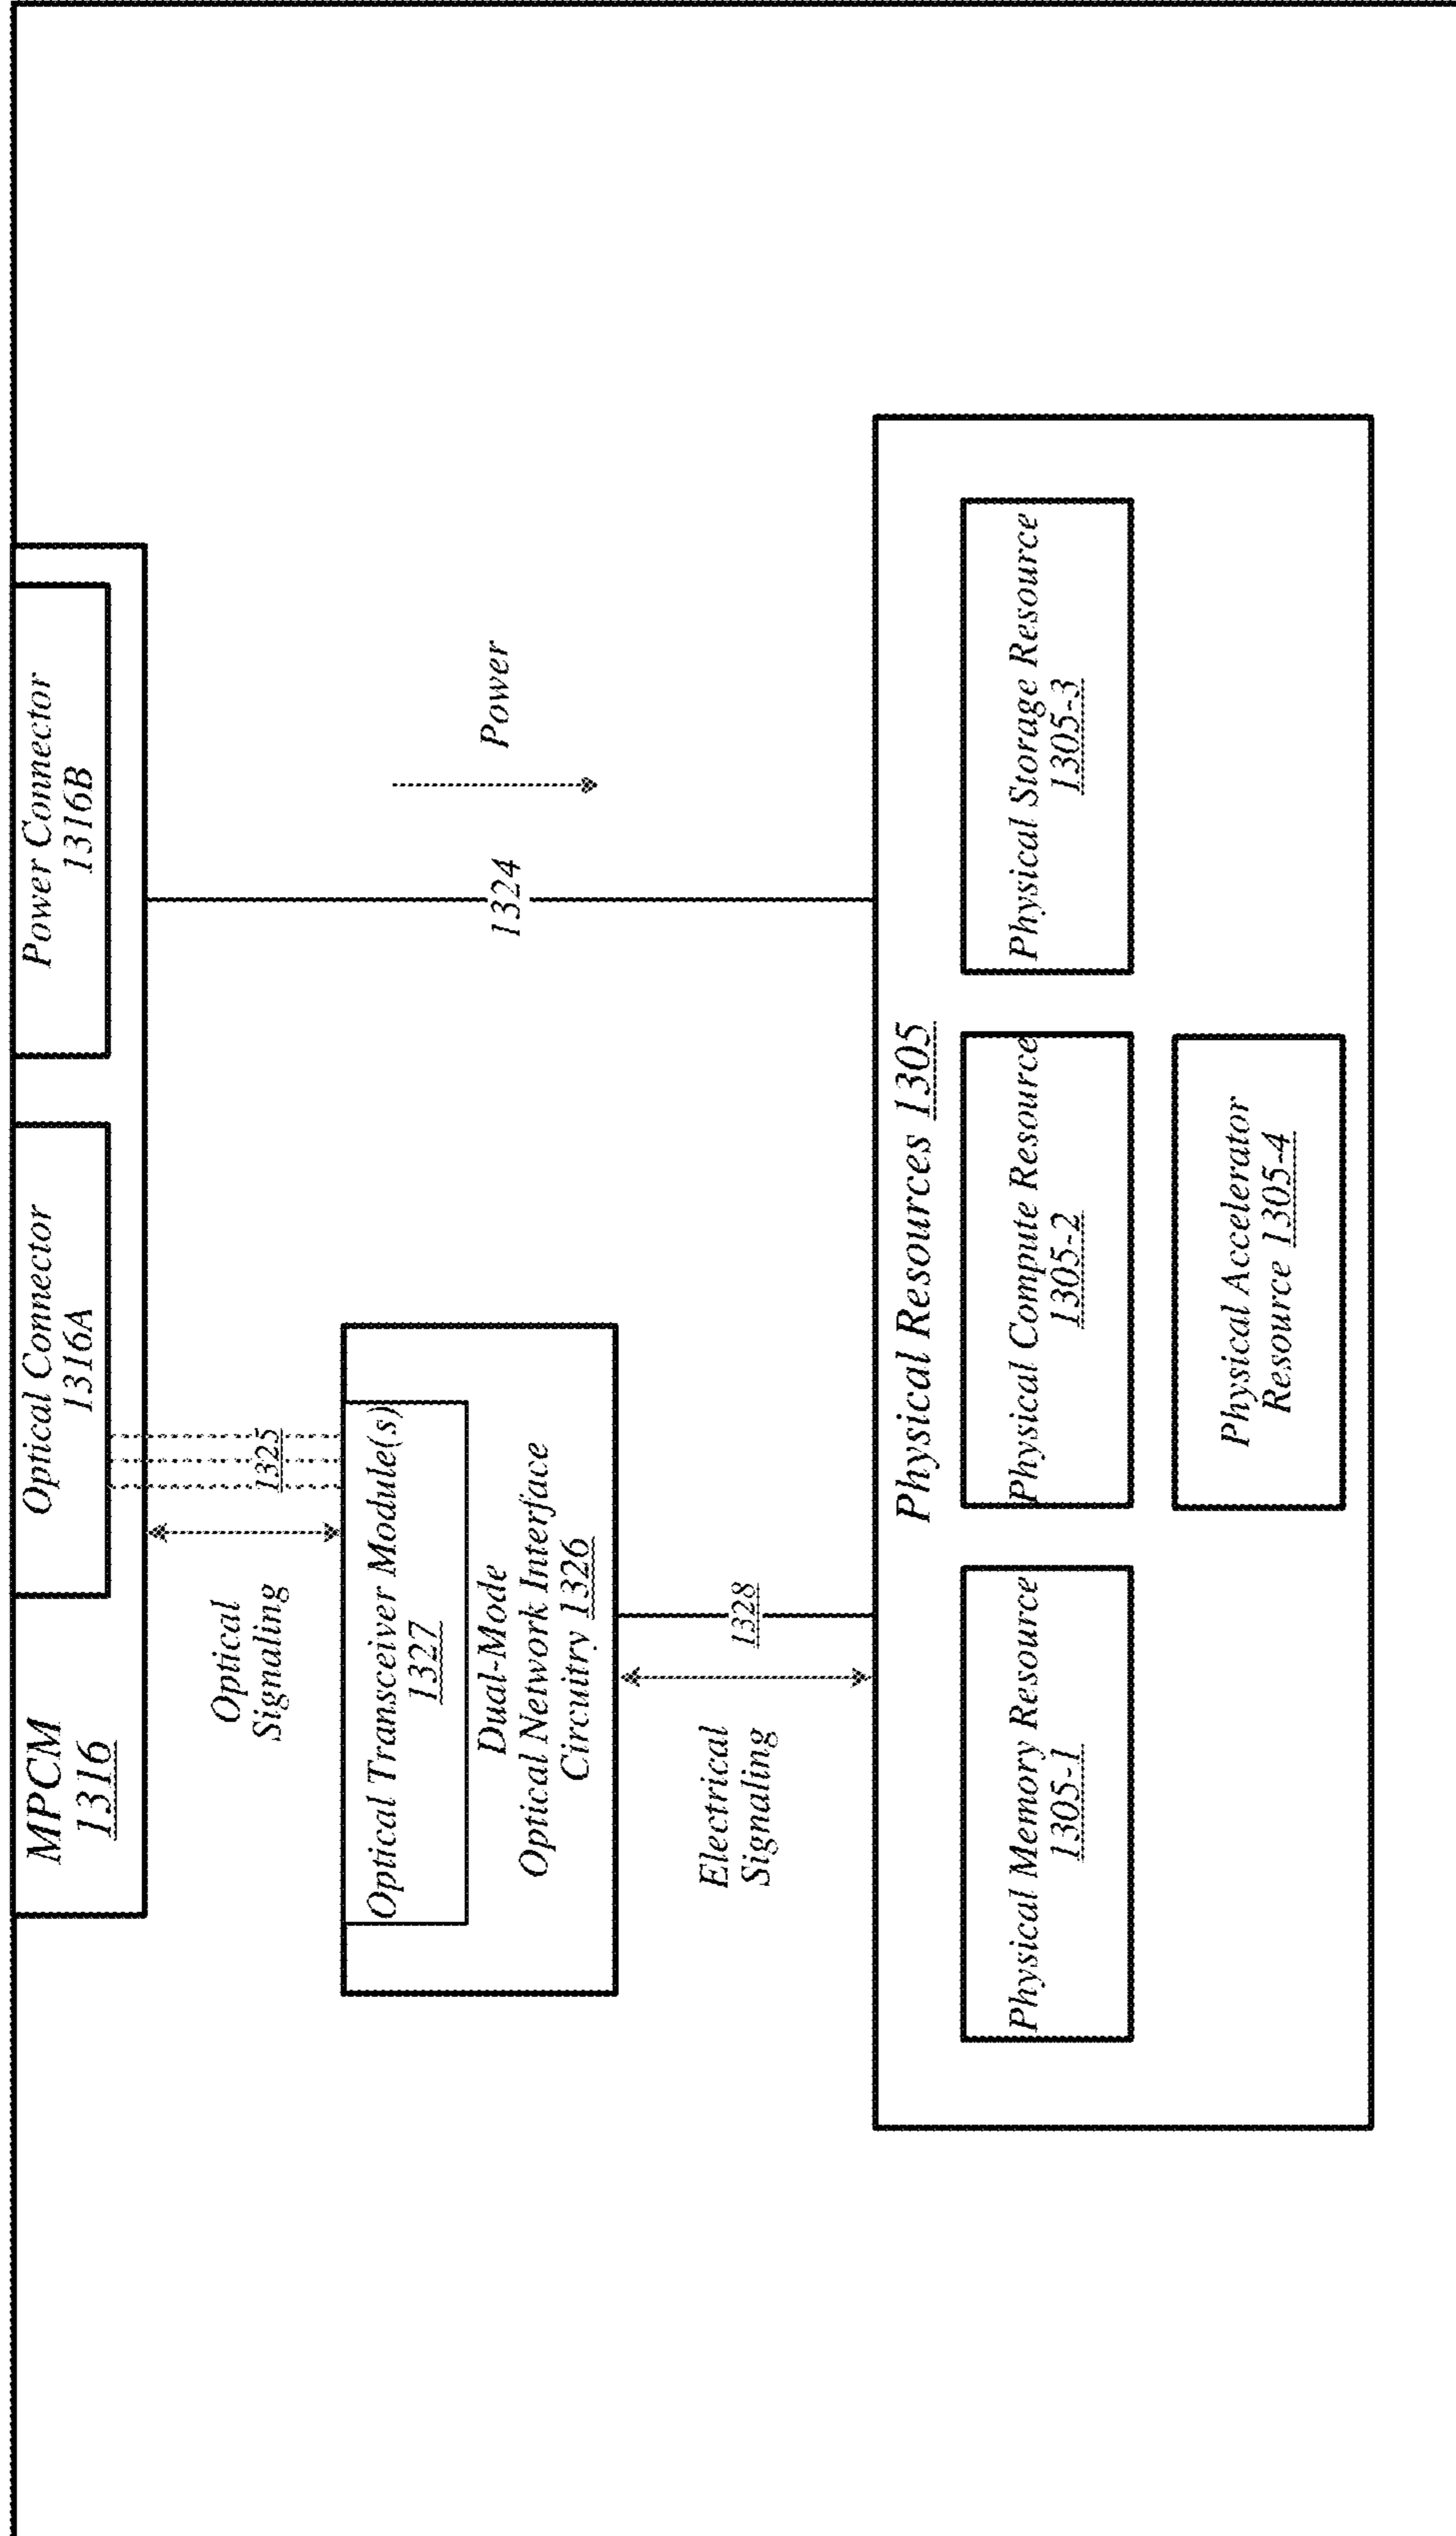 MPCM
1316
Optical Connector
1316A
Power Connector
1316B
Optical
Signaling
1325
Optical Transceiver Module(s)
1327
Dual-Mode
Optical Network Interface
Circuitry 1326
1324
Power
Electrical
Signaling
1328
Physical Resources 1305
Physical Memory Resource
1305-1
Physical Compute Resource
1305-2
Physical Storage Resource
1305-3
Physical Accelerator
Resource 1305-4